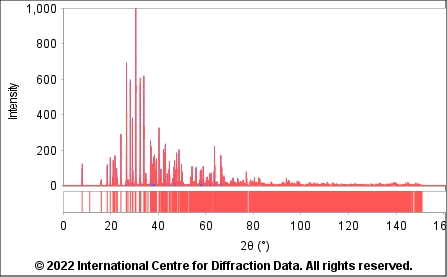 1,000
800
600
400
200
0
Intensity
0 20 40 60 80 100 120 140 160
2θ (°)
© 2022 International Centre for Diffraction Data. All rights reserved.